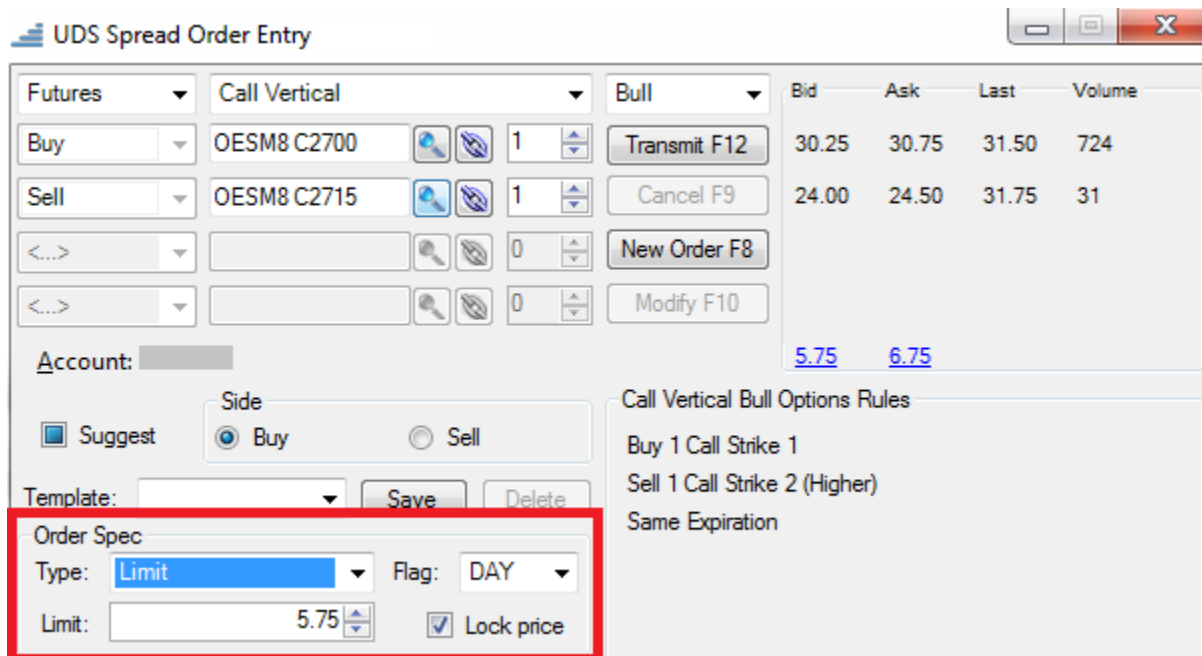 UDS Spread Order Entry
Futures Call Vertical Bull Bid Ask Last Volume
Buy OESM8 C2700 1 Transmit F12 30.25 30.75 31.50 724
Sell OESM8 C2715 1 Cancel F9 24.00 24.50 31.75 31
<...> 0 New Order F8
<...> 0 Modify F10
Account: 5.75 6.75
Side Call Vertical Bull Options Rules
Suggest Buy Sell Buy 1 Call Strike 1
Template: Save Delete Sell 1 Call Strike 2 (Higher)
Order Spec Same Expiration
Type: Limit Flag: DAY
Limit: 5.75 Lock price